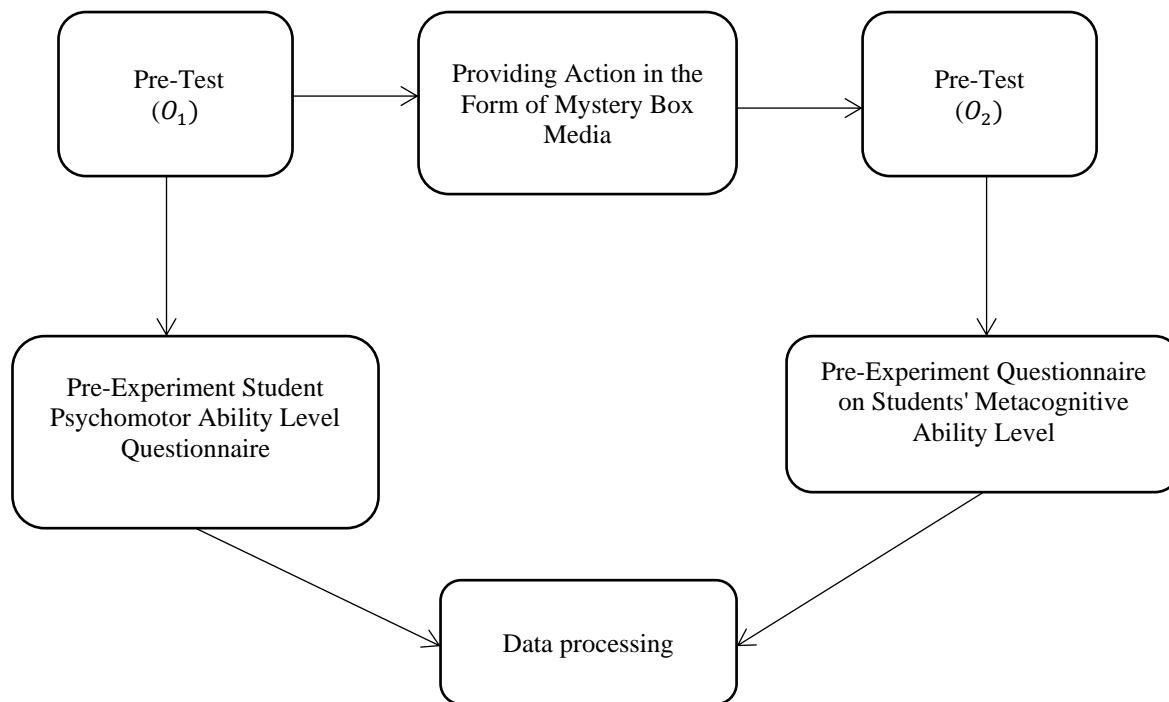 Pre-Test
(𝑂₁)
Providing Action in the
Form of Mystery Box
Media
Pre-Test
(𝑂₂)
Pre-Experiment Student
Psychomotor Ability Level
Questionnaire
Pre-Experiment Questionnaire
on Students' Metacognitive
Ability Level
Data processing